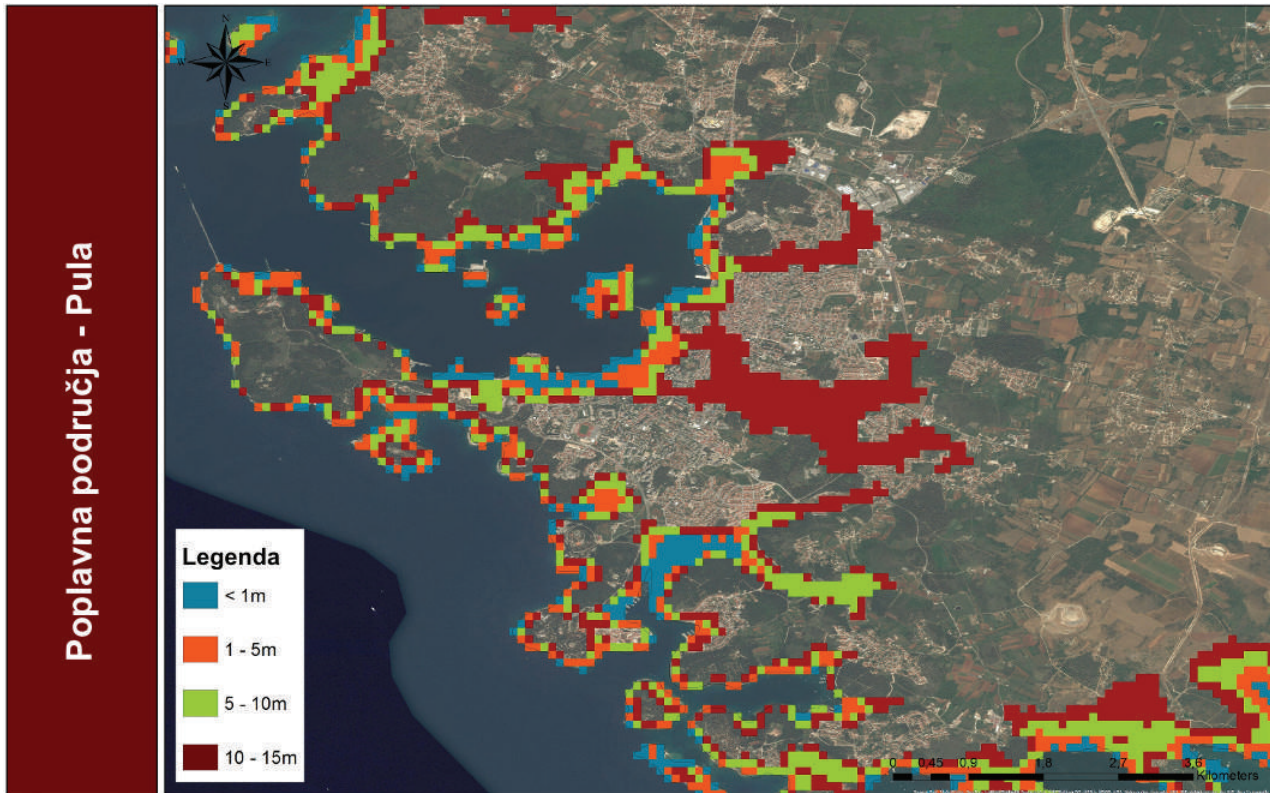 Poplavna područja - Pula
N
W
E
S
Legenda
< 1m
1 - 5m
5 - 10m
10 - 15m
0 0,45 0,9 1,8 2,7 3,6
Kilometers